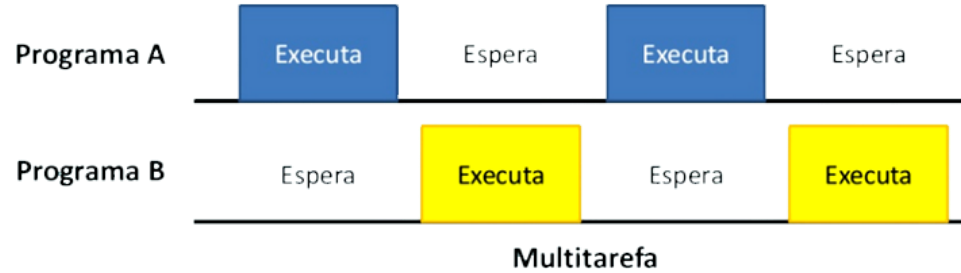 Programa A Executa Espera Executa Espera
Programa B Espera Executa Espera Executa
Multitarefa